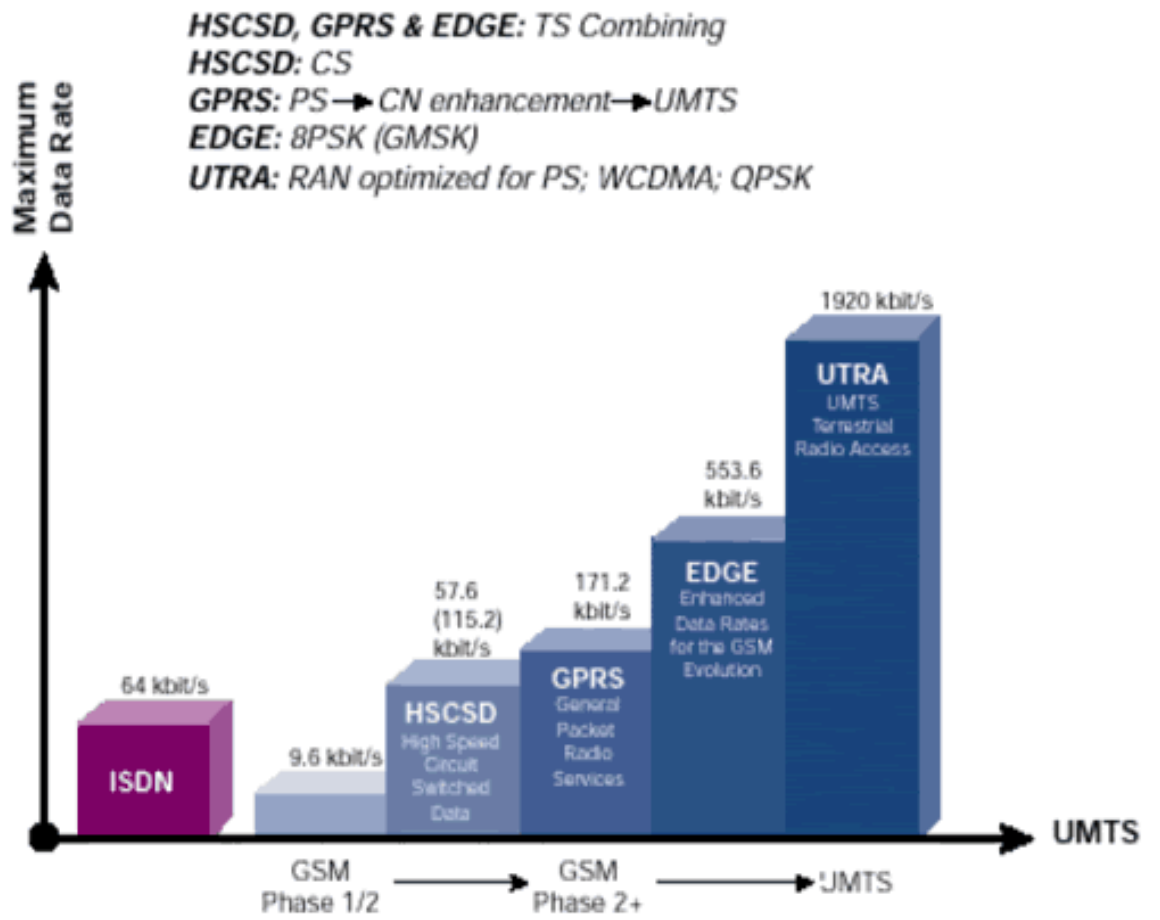 HSCSD, GPRS & EDGE: TS Combining
HSCSD: CS
GPRS: PS→CN enhancement→UMTS
EDGE: 8PSK (GMSK)
UTRA: RAN optimized for PS; WCDMA; QPSK
Maximum
Data Rate
1920 kbit/s
UTRA
UMTS
Terrestrial
Radio Access
553.6
kbit/s
EDGE
Enhanced
Data Rates
for the GSM
Evolution
171.2
kbit/s
GPRS
General
Packet
Radio
Services
57.6
(115.2)
kbit/s
HSCSD
High Speed
Circuit
Switched
Data
9.6 kbit/s
64 kbit/s
ISDN
UMTS
GSM
Phase 1/2
GSM
Phase 2+
UMTS